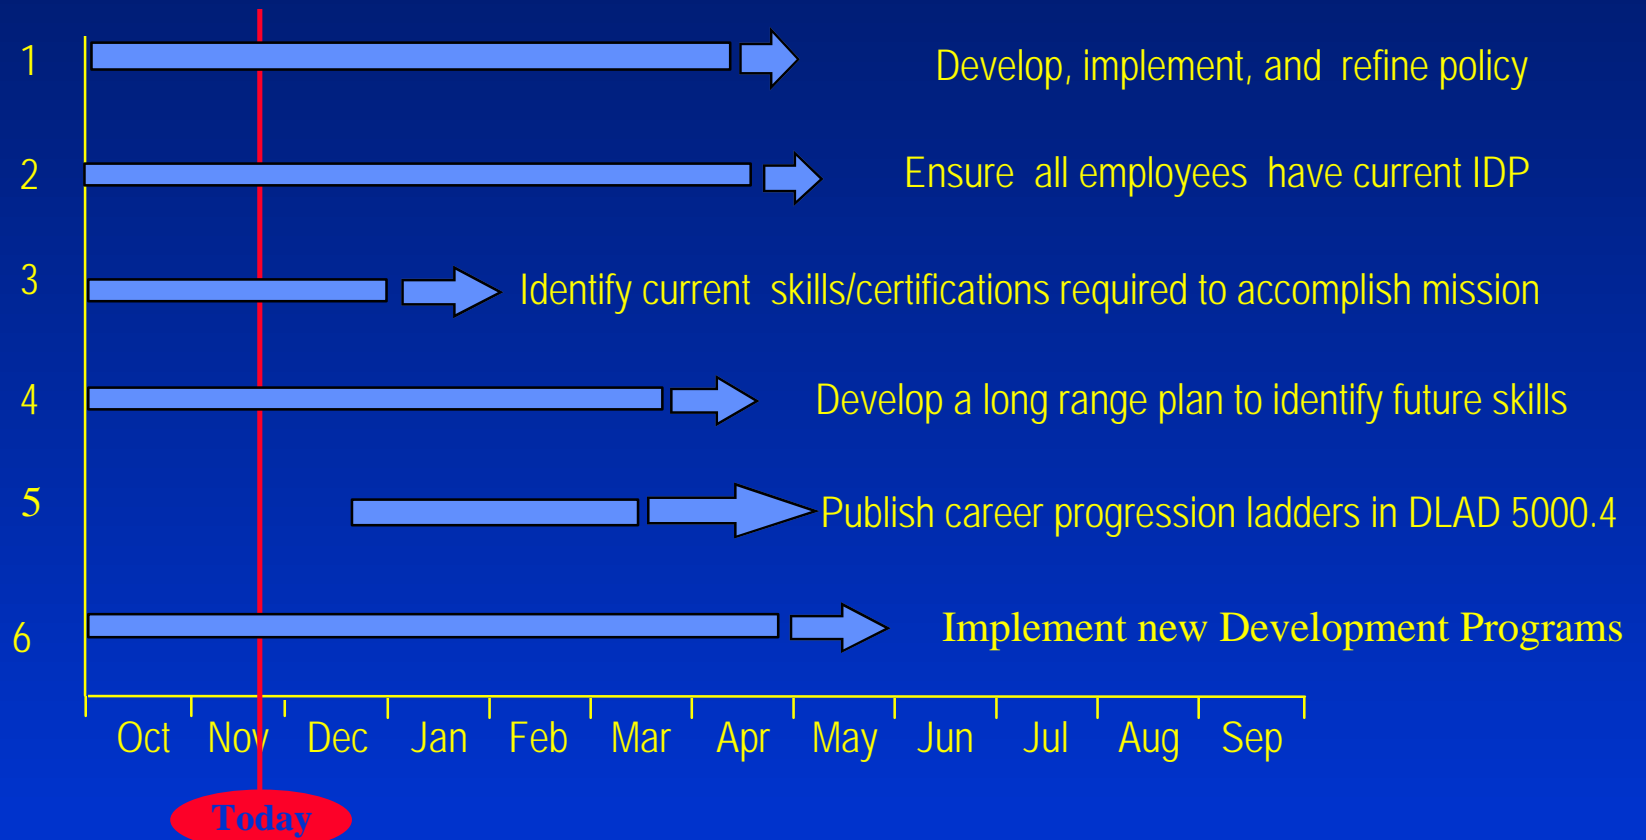 1 Develop, implement, and refine policy
2 Ensure all employees have current IDP
3 Identify current skills/certifications required to accomplish mission
4 Develop a long range plan to identify future skills
5 Publish career progression ladders in DLAD 5000.4
6 Implement new Development Programs
Oct Nov Dec Jan Feb Mar Apr May Jun Jul Aug Sep
Today